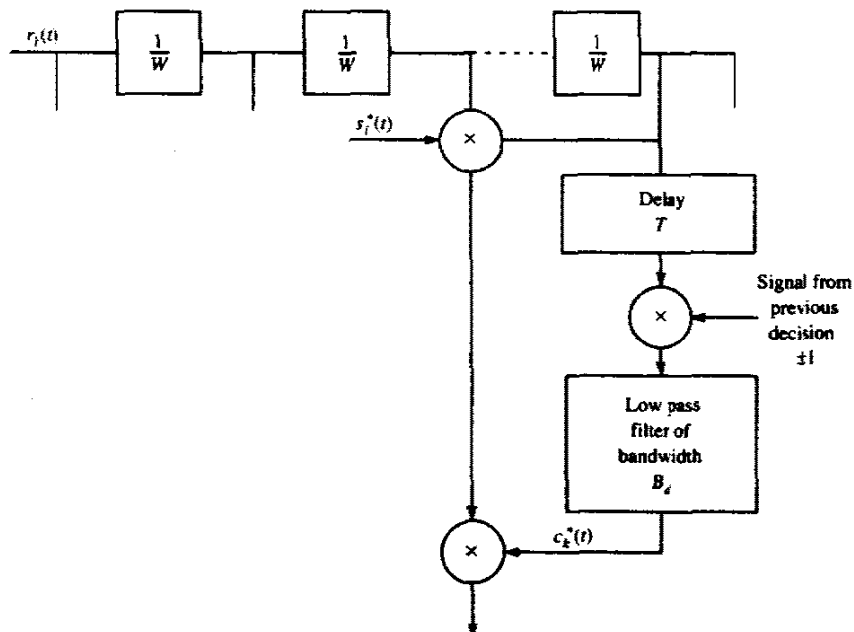 r_l(t)
1
W
1
W
1
W
s_l^*(t)
×
Delay
T
×
Signal from
previous
decision
±1
Low pass
filter of
bandwidth
B_d
c_k^*(t)
×